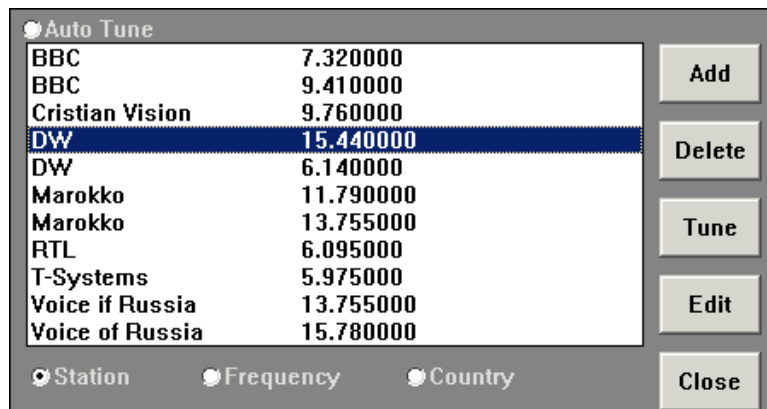 Auto Tune
BBC 7.320000
BBC 9.410000
Cristian Vision 9.760000
DW 15.440000
DW 6.140000
Marokko 11.790000
Marokko 13.755000
RTL 6.095000
T-Systems 5.975000
Voice if Russia 13.755000
Voice of Russia 15.780000
Station Frequency Country
Add
Delete
Tune
Edit
Close